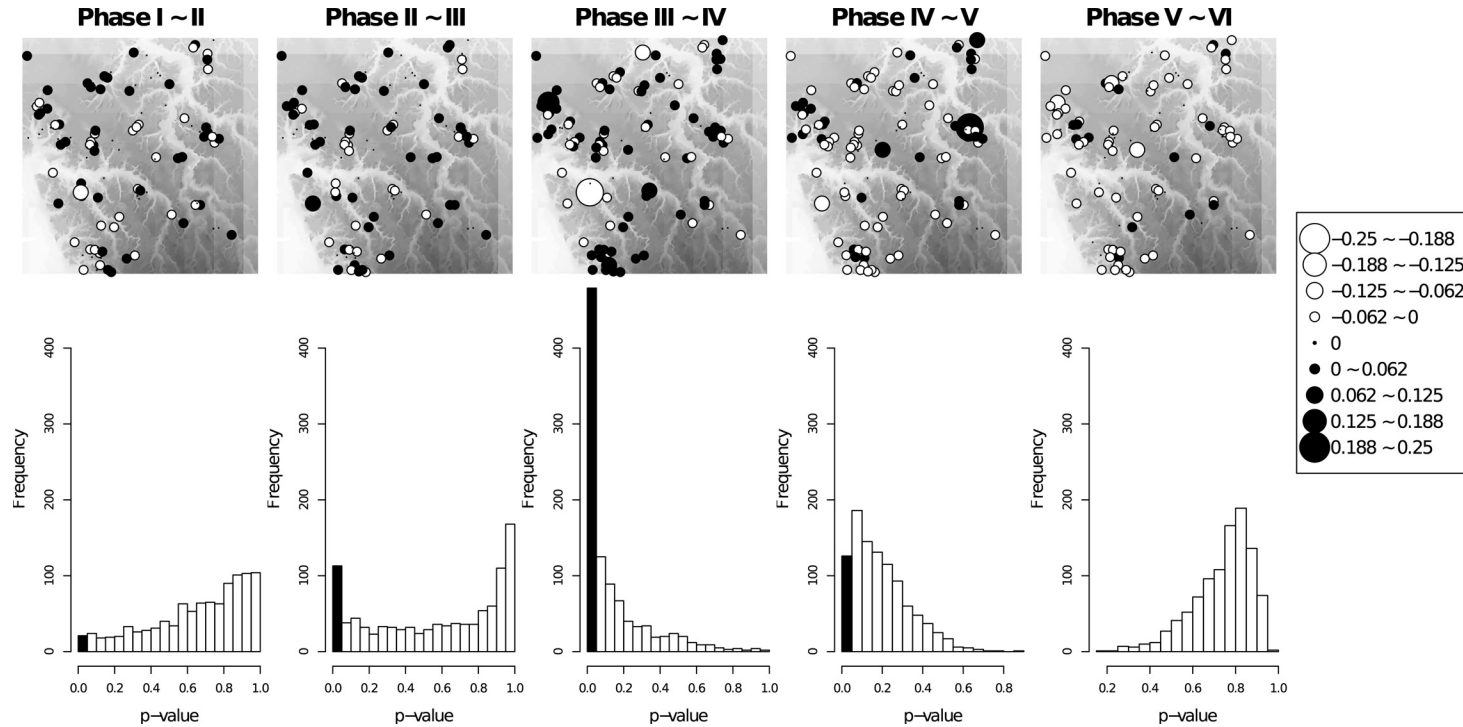 Phase I ~ II
Phase II ~ III
Phase III ~ IV
Phase IV ~ V
Phase V ~ VI
−0.25 ~ −0.188
−0.188 ~ −0.125
−0.125 ~ −0.062
−0.062 ~ 0
0
0 ~ 0.062
0.062 ~ 0.125
0.125 ~ 0.188
0.188 ~ 0.25
Frequency
0 100 200 300 400
0.0 0.2 0.4 0.6 0.8 1.0
p−value
Frequency
0 100 200 300 400
0.0 0.2 0.4 0.6 0.8 1.0
p−value
Frequency
0 100 200 300 400
0.0 0.2 0.4 0.6 0.8 1.0
p−value
Frequency
0 100 200 300 400
0.0 0.2 0.4 0.6 0.8
p−value
Frequency
0 100 200 300 400
0.2 0.4 0.6 0.8 1.0
p−value